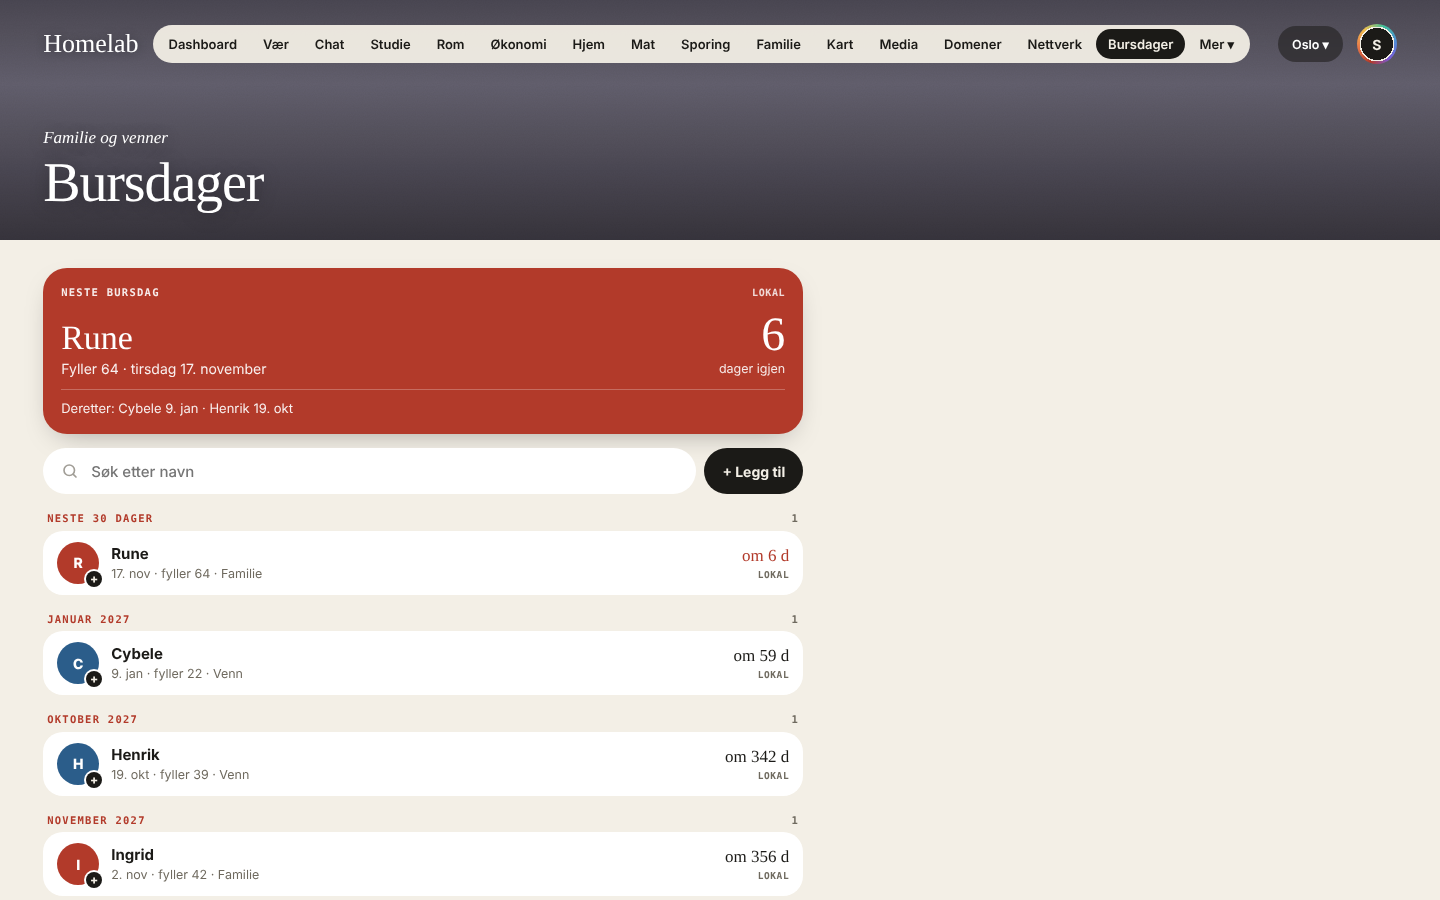 Homelab
Dashboard Vær Chat Studie Rom Økonomi Hjem Mat Sporing Familie Kart Media Domener Nettverk Bursdager Mer ▾
Oslo ▾
S
Familie og venner
Bursdager
NESTE BURSDAG
LOKAL
Rune
6
Fyller 64 · tirsdag 17. november
dager igjen
Deretter: Cybele 9. jan · Henrik 19. okt
Søk etter navn
+ Legg til
NESTE 30 DAGER
1
R
+
Rune
17. nov · fyller 64 · Familie
om 6 d
LOKAL
JANUAR 2027
1
C
+
Cybele
9. jan · fyller 22 · Venn
om 59 d
LOKAL
OKTOBER 2027
1
H
+
Henrik
19. okt · fyller 39 · Venn
om 342 d
LOKAL
NOVEMBER 2027
1
I
+
Ingrid
2. nov · fyller 42 · Familie
om 356 d
LOKAL